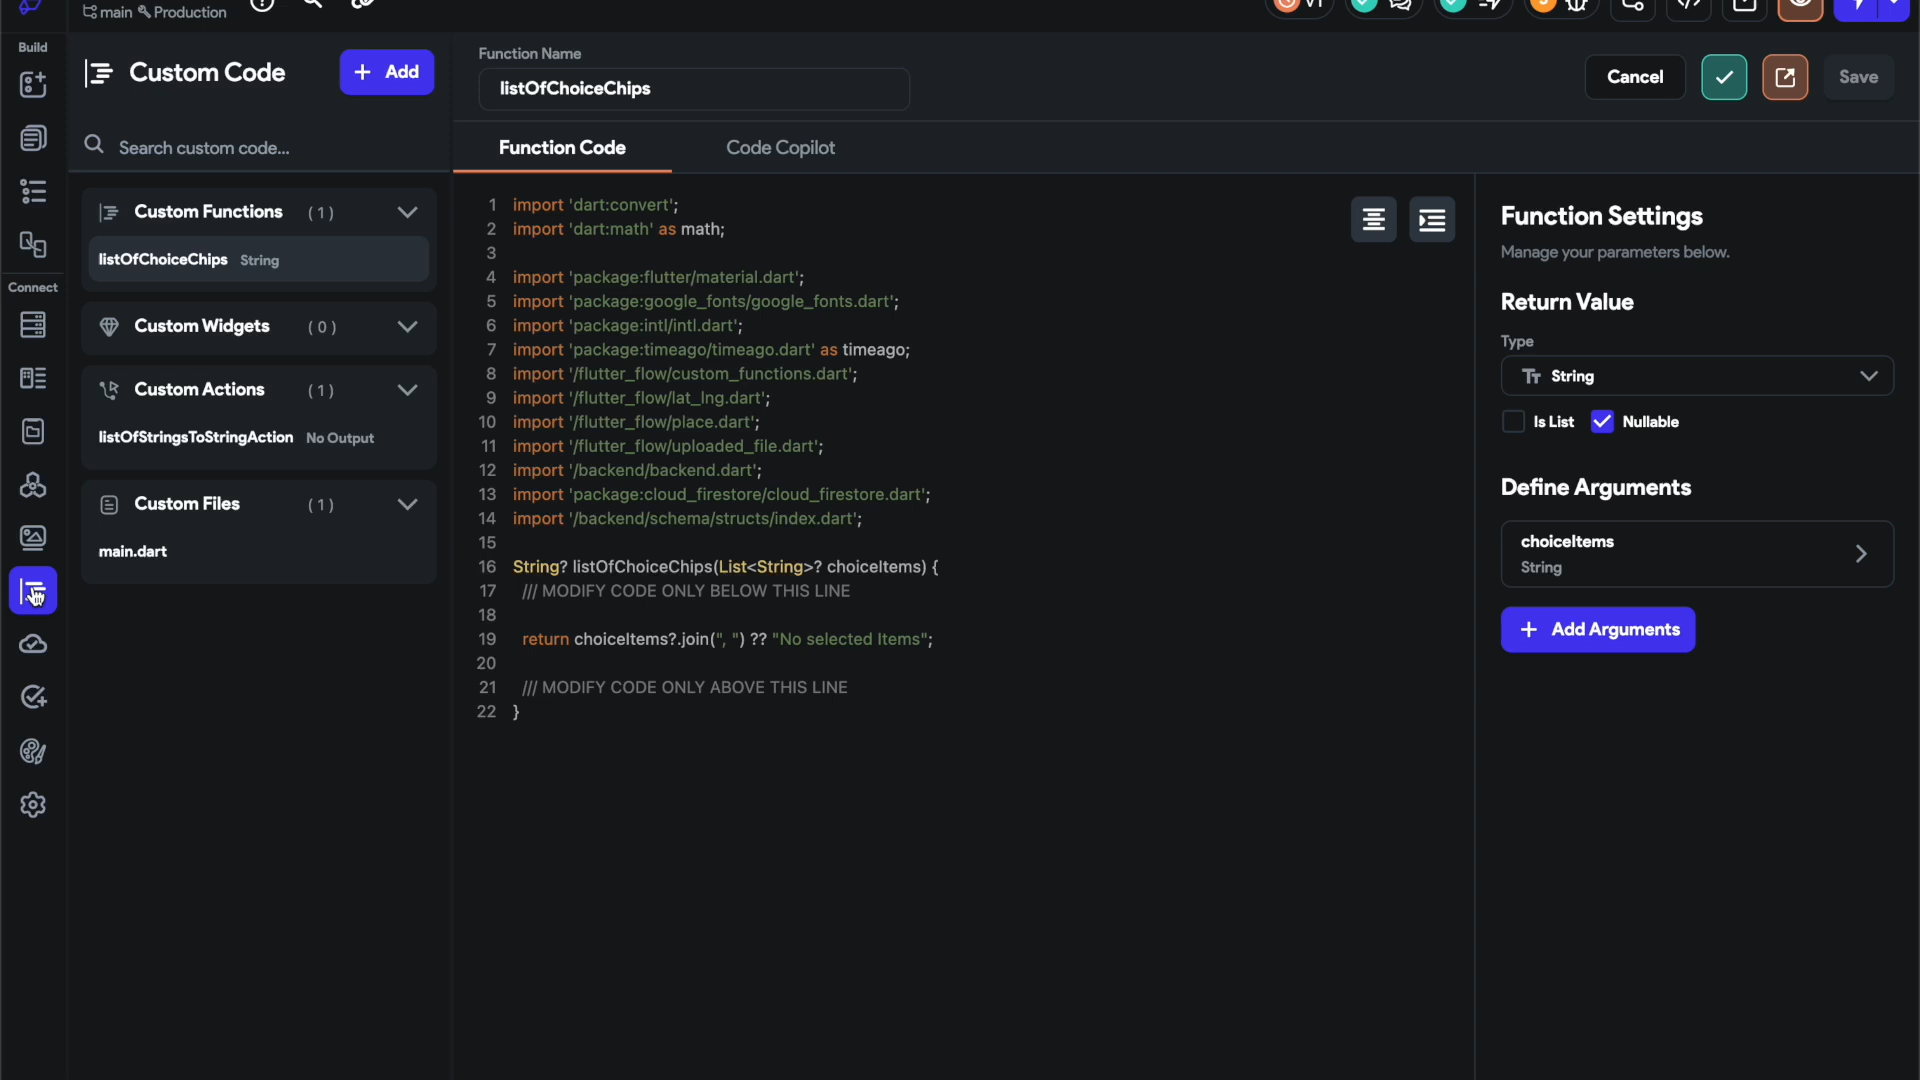 main Production
V1
Build
Connect
Custom Code
+ Add
Search custom code...
Custom Functions (1)
listOfChoiceChips String
Custom Widgets (0)
Custom Actions (1)
listOfStringsToStringAction No Output
Custom Files (1)
main.dart
Function Name
listOfChoiceChips
Cancel
Save
Function Code
Code Copilot
1 import 'dart:convert';
2 import 'dart:math' as math;
3
4 import 'package:flutter/material.dart';
5 import 'package:google_fonts/google_fonts.dart';
6 import 'package:intl/intl.dart';
7 import 'package:timeago/timeago.dart' as timeago;
8 import '/flutter_flow/custom_functions.dart';
9 import '/flutter_flow/lat_lng.dart';
10 import '/flutter_flow/place.dart';
11 import '/flutter_flow/uploaded_file.dart';
12 import '/backend/backend.dart';
13 import 'package:cloud_firestore/cloud_firestore.dart';
14 import '/backend/schema/structs/index.dart';
15
16 String? listOfChoiceChips(List<String>? choiceItems) {
17 /// MODIFY CODE ONLY BELOW THIS LINE
18
19 return choiceItems?.join(", ") ?? "No selected Items";
20
21 /// MODIFY CODE ONLY ABOVE THIS LINE
22 }
Function Settings
Manage your parameters below.
Return Value
Type
Tт String
Is List
Nullable
Define Arguments
choiceItems
String
+ Add Arguments